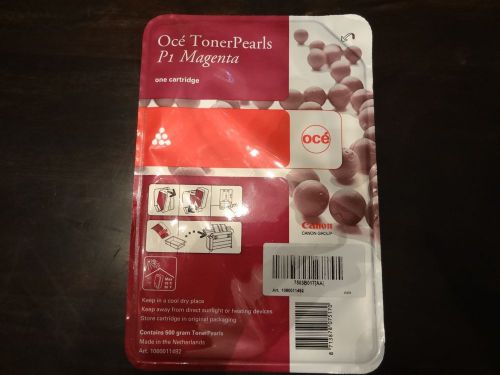 Océ TonerPearls
P1 Magenta
one cartridge
océ
Canon
CANON GROUP
7503B017[AA]
Art. 1060011492
Keep in a cool dry place
Keep away from direct sunlight or heating devices
Store cartridge in original packaging
Contains 500 gram TonerPearls
Made in the Netherlands
Art. 1060011492